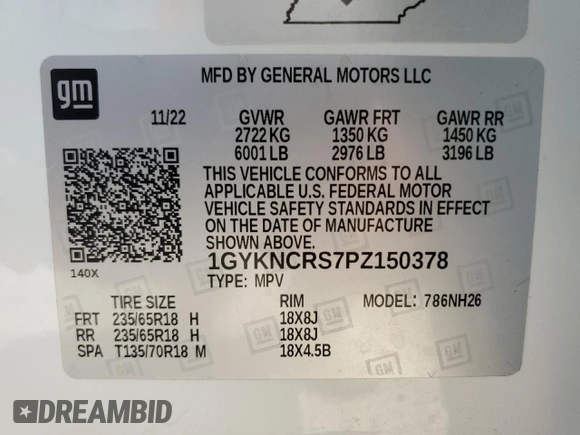 gm
MFD BY GENERAL MOTORS LLC
11/22 GVWR GAWR FRT GAWR RR
2722 KG 1350 KG 1450 KG
6001 LB 2976 LB 3196 LB
THIS VEHICLE CONFORMS TO ALL
APPLICABLE U.S. FEDERAL MOTOR
VEHICLE SAFETY STANDARDS IN EFFECT
ON THE DATE OF MANUFACTURE
SHOWN ABOVE.
140X
1GYKNCRS7PZ150378
TYPE: MPV
TIRE SIZE RIM MODEL: 786NH26
FRT 235/65R18 H 18X8J
RR 235/65R18 H 18X8J
SPA T135/70R18 M 18X4.5B
DREAMBID